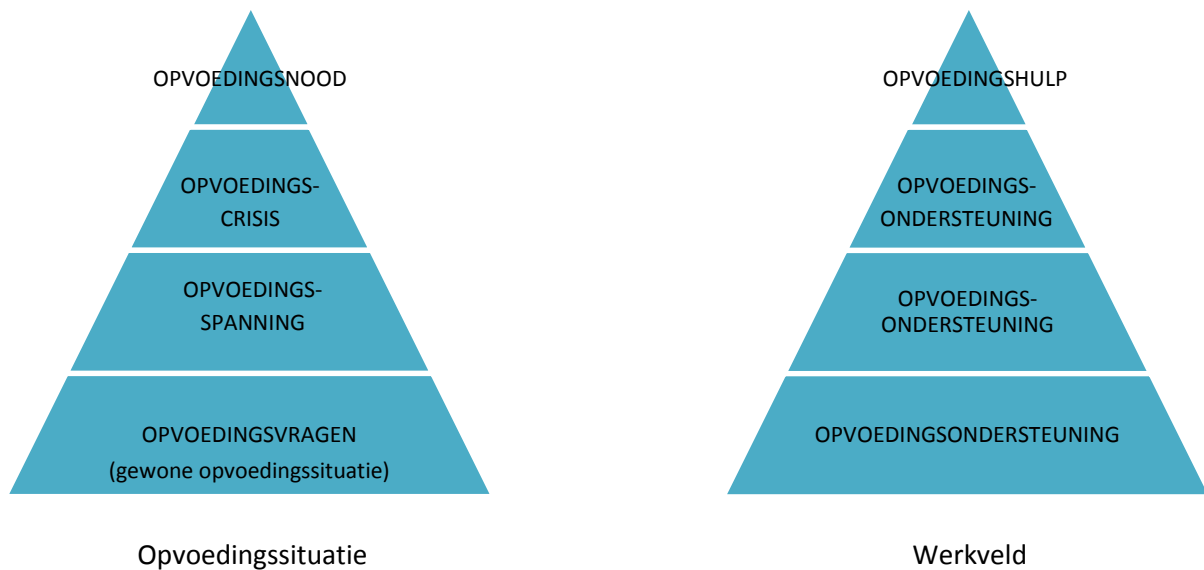 OPVOEDINGSNOOD
OPVOEDINGS-
CRISIS
OPVOEDINGS-
SPANNING
OPVOEDINGSVRAGEN
(gewone opvoedingssituatie)
Opvoedingssituatie
OPVOEDINGSHULP
OPVOEDINGS-
ONDERSTEUNING
OPVOEDINGS-
ONDERSTEUNING
OPVOEDINGSONDERSTEUNING
Werkveld